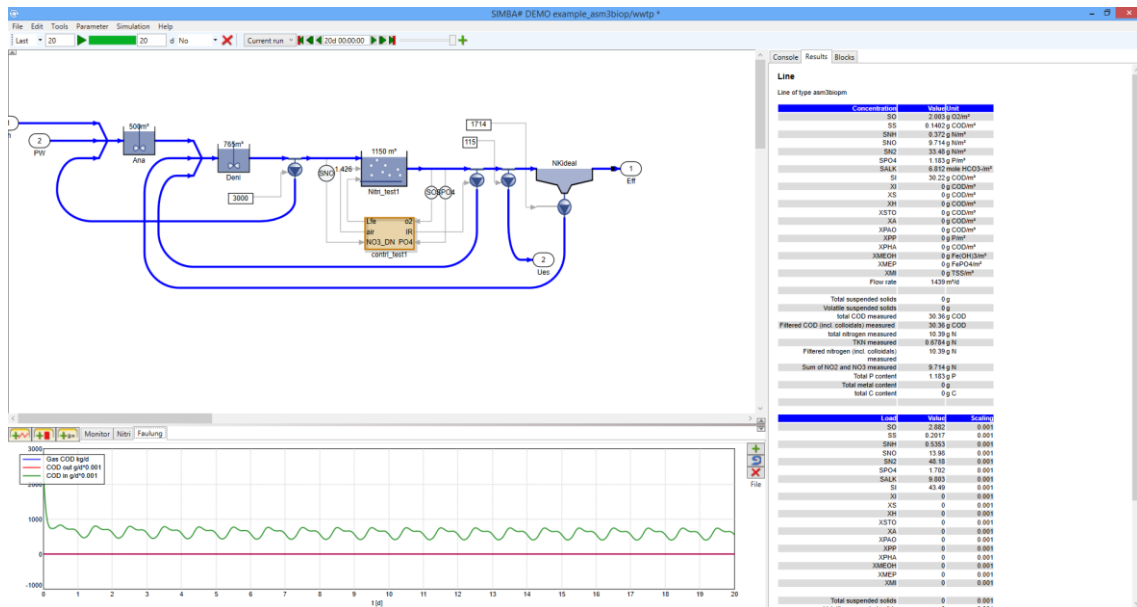 SIMBA# DEMO example_asm3biop/wwtp *
File Edit Tools Parameter Simulation Help
Last 20 20 d No Current run 20d 00:00:00
Console Results Blocks
Line
Line of type asm3biopm
Concentration Value Unit
SO 2.003 g O2/m³
SS 0.1402 g COD/m³
SNH 0.372 g N/m³
SNO 9.714 g N/m³
SN2 33.48 g N/m³
SPO4 1.183 g P/m³
SALK 6.812 mole HCO3-/m³
SI 30.22 g COD/m³
XI 0 g COD/m³
XS 0 g COD/m³
XH 0 g COD/m³
XSTO 0 g COD/m³
XA 0 g COD/m³
XPAO 0 g COD/m³
XPP 0 g P/m³
XPHA 0 g COD/m³
XMEOH 0 g Fe(OH)3/m³
XMEP 0 g FePO4/m³
XMI 0 g TSS/m³
Flow rate 1439 m³/d
Total suspended solids 0 g
Volatile suspended solids 0 g
total COD measured 30.36 g COD
Filtered COD (incl. colloidals) measured 30.36 g COD
total nitrogen measured 10.39 g N
TKN measured 0.6784 g N
Filtered nitrogen (incl. colloidals) measured 10.39 g N
Sum of NO2 and NO3 measured 9.714 g N
Total P content 1.183 g P
Total metal content 0 g
total C content 0 g C
Load Value Scaling
SO 2.882 0.001
SS 0.2017 0.001
SNH 0.5353 0.001
SNO 13.98 0.001
SN2 48.18 0.001
SPO4 1.702 0.001
SALK 9.803 0.001
SI 43.49 0.001
XI 0 0.001
XS 0 0.001
XH 0 0.001
XSTO 0 0.001
XA 0 0.001
XPAO 0 0.001
XPP 0 0.001
XPHA 0 0.001
XMEOH 0 0.001
XMEP 0 0.001
XMI 0 0.001
Total suspended solids 0 0.001
2
PW
500m³
Ana
765m³
Deni
3000
SNO
1.426
1150 m³
Nitri_test1
1714
115
SPO4
Lfe o2
air IR
NO3_DN PO4
contrl_test1
NKideal
1
Eff
2
Ues
Monitor Nitri Faulung
Gas COD kg/d
COD out g/d*0.001
COD in g/d*0.001
3000
2000
1000
0
-1000
0 1 2 3 4 5 6 7 8 9 10 11 12 13 14 15 16 17 18 19 20
t [d]
File